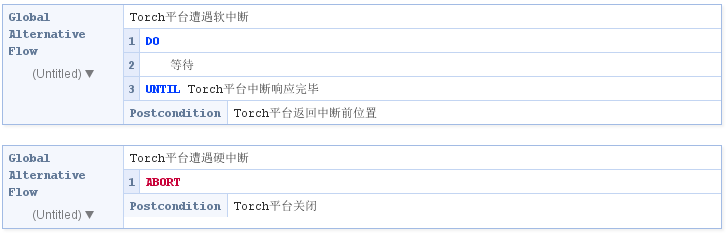 Global
Alternative
Flow
(Untitled) ▼
Torch平台遭遇软中断
1 DO
2 等待
3 UNTIL Torch平台中断响应完毕
Postcondition Torch平台返回中断前位置
Global
Alternative
Flow
(Untitled) ▼
Torch平台遭遇硬中断
1 ABORT
Postcondition Torch平台关闭